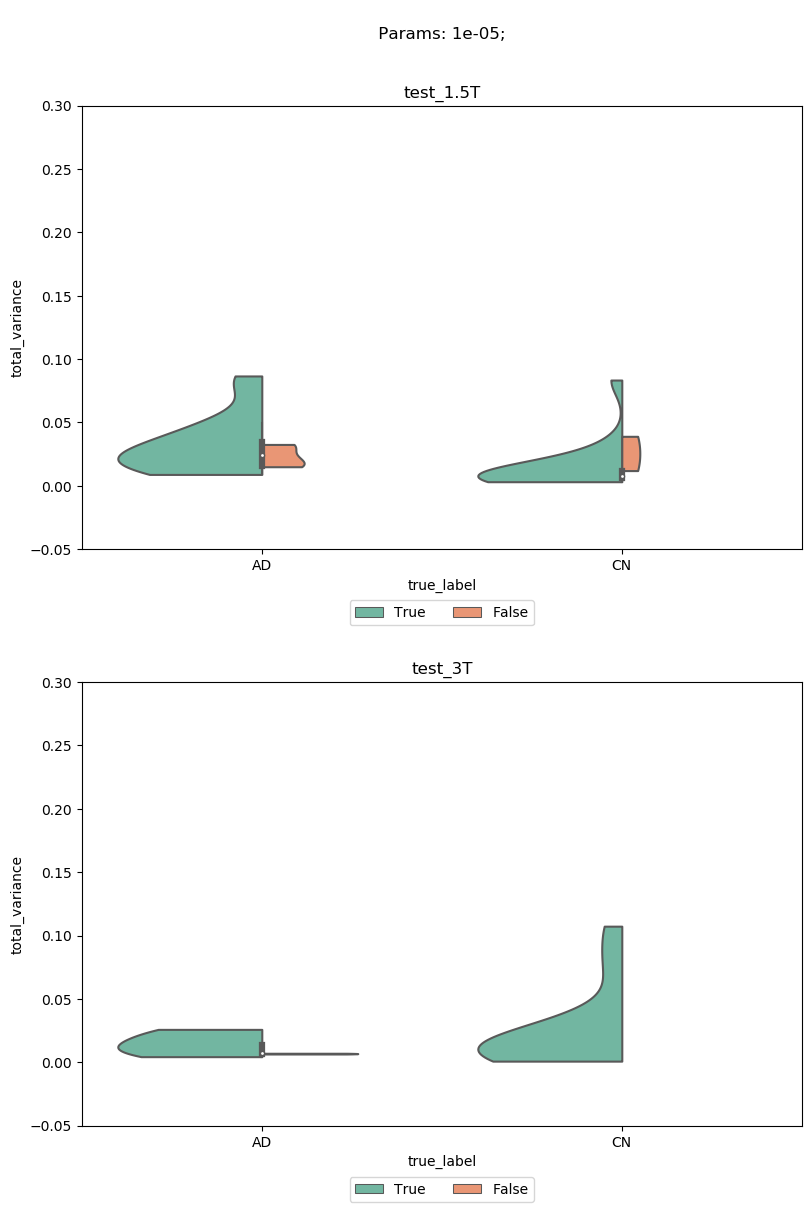 Params: 1e-05;
test_1.5T
0.30
0.25
0.20
0.15
0.10
0.05
0.00
−0.05
total_variance
AD CN
true_label
True False
test_3T
0.30
0.25
0.20
0.15
0.10
0.05
0.00
−0.05
total_variance
AD CN
true_label
True False